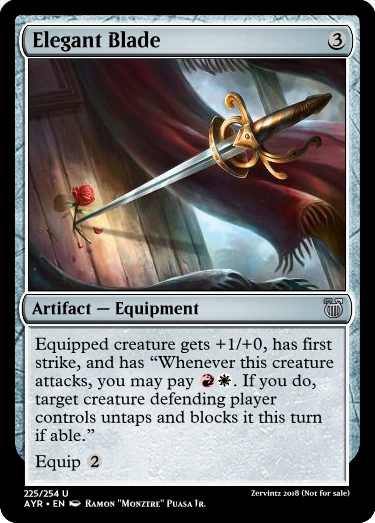 Elegant Blade 3
Artifact — Equipment
Equipped creature gets +1/+0, has first
strike, and has “Whenever this creature
attacks, you may pay . If you do,
target creature defending player
controls untaps and blocks it this turn
if able.”
Equip 2
225/254 U
AYR • EN Ramon "Monztre" Puasa Jr.
Zervintz 2018 (Not for sale)